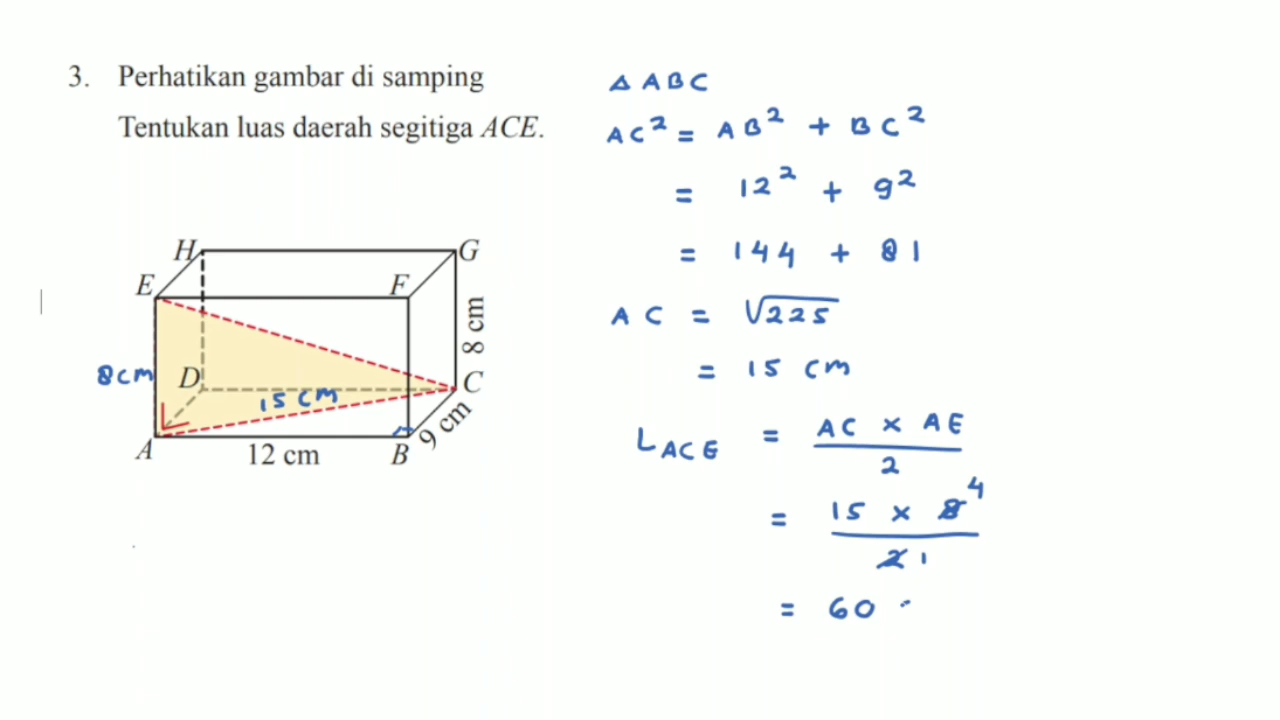 3. Perhatikan gambar di samping
Tentukan luas daerah segitiga ACE.
H G
E F
8 cm
8cm D 15 cm C
A 12 cm B 9 cm
Δ ABC
AC² = AB² + BC²
= 12² + 9²
= 144 + 81
AC = √225
= 15 cm
L ACE = AC × AE / 2
= 15 × 8 4 / 2 1
= 60